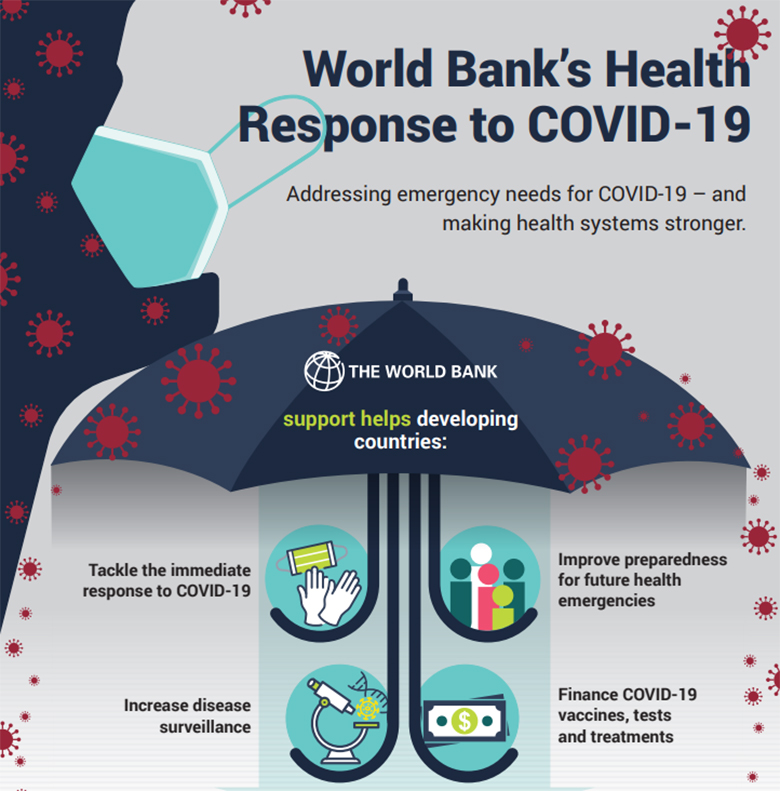 World Bank's Health
Response to COVID-19
Addressing emergency needs for COVID-19 – and
making health systems stronger.
THE WORLD BANK
support helps developing
countries:
Tackle the immediate
response to COVID-19
Improve preparedness
for future health
emergencies
Increase disease
surveillance
Finance COVID-19
vaccines, tests
and treatments
$